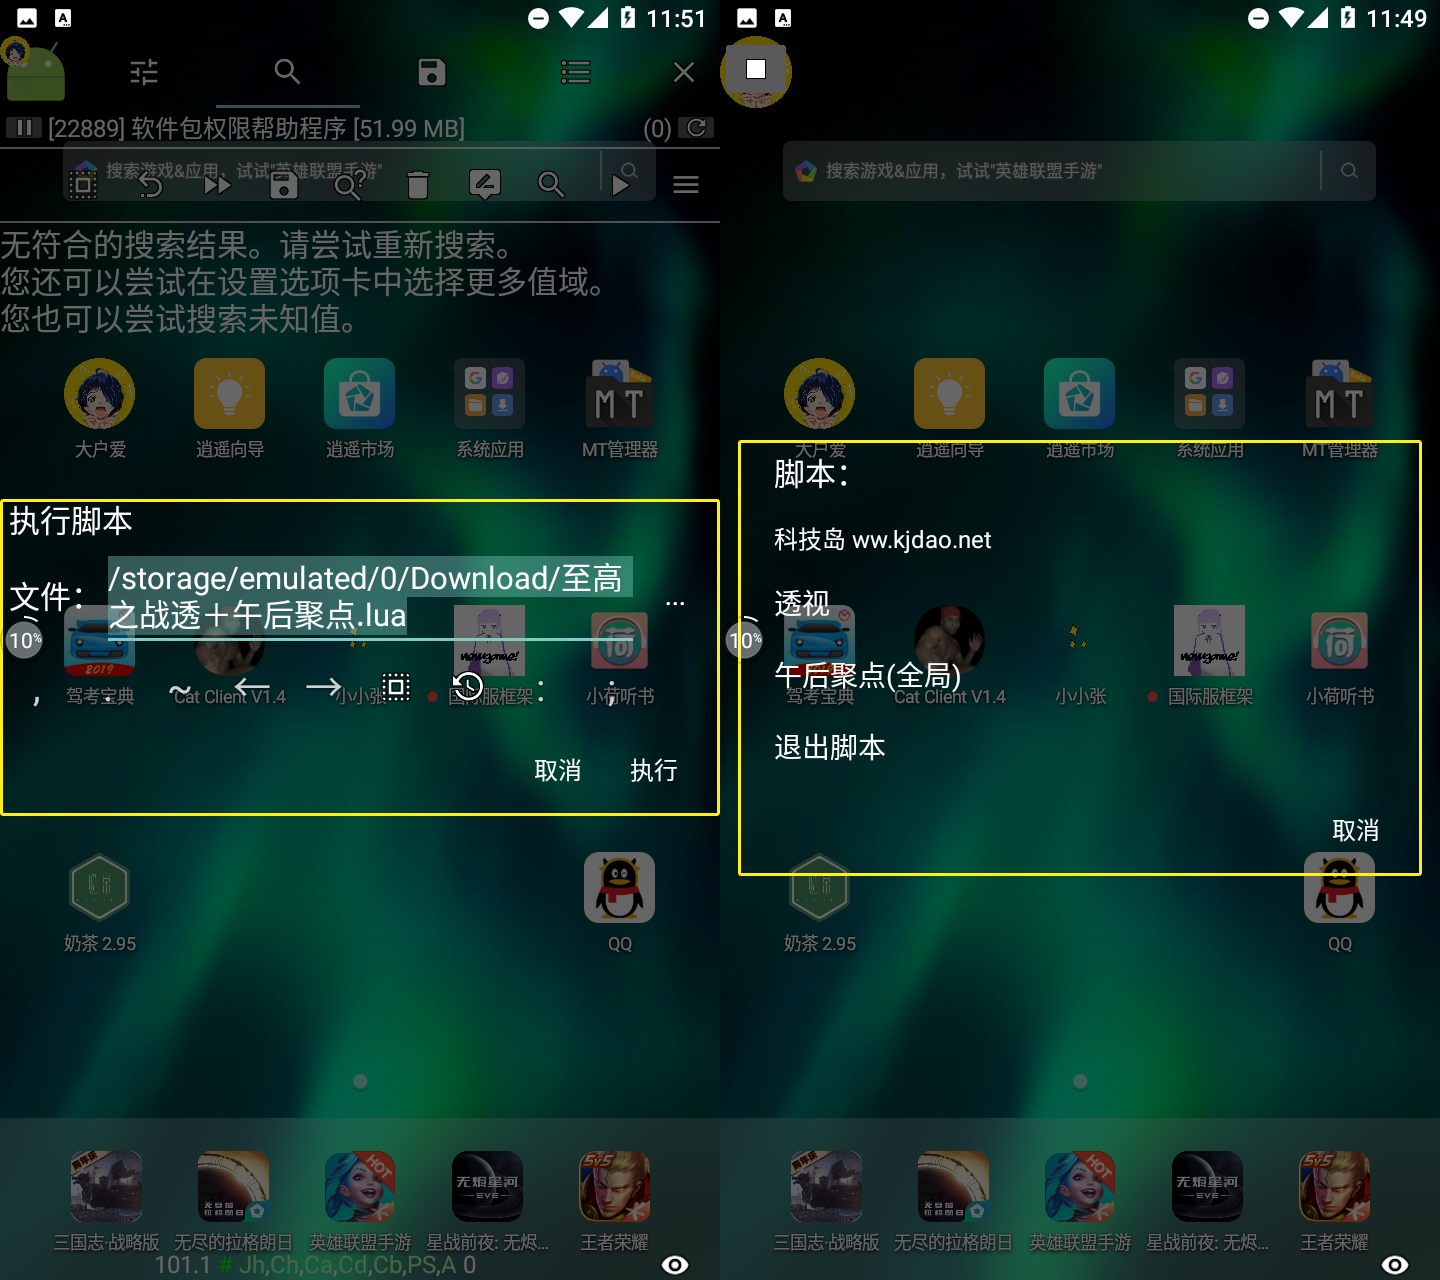 11:51
[22889] 软件包权限帮助程序 [51.99 MB]
(0)
搜索游戏&应用，试试"英雄联盟手游"
无符合的搜索结果。请尝试重新搜索。
您还可以尝试在设置选项卡中选择更多值域。
您也可以尝试搜索未知值。
大户爱
逍遥向导
逍遥市场
系统应用
MT管理器
执行脚本
文件：
/storage/emulated/0/Download/至高
之战透+午后聚点.lua
...
10%
2019
, . ~ ← → : ;
驾考宝典
Cat Client V1.4
小小张
国际服框架
小荷听书
取消
执行
奶茶 2.95
QQ
HOT
无烬星河
EVE
5V5
三国志·战略版
无尽的拉格朗日
英雄联盟手游
星战前夜: 无烬...
王者荣耀
101.1 # Jh,Ch,Ca,Cd,Cb,PS,A 0
11:49
搜索游戏&应用，试试"英雄联盟手游"
大户爱
逍遥向导
逍遥市场
系统应用
MT管理器
脚本：
科技岛 ww.kjdao.net
透视
10%
午后聚点(全局)
驾考宝典
Cat Client V1.4
小小张
国际服框架
小荷听书
退出脚本
取消
奶茶 2.95
QQ
HOT
无烬星河
EVE
5V5
三国志·战略版
无尽的拉格朗日
英雄联盟手游
星战前夜: 无烬...
王者荣耀